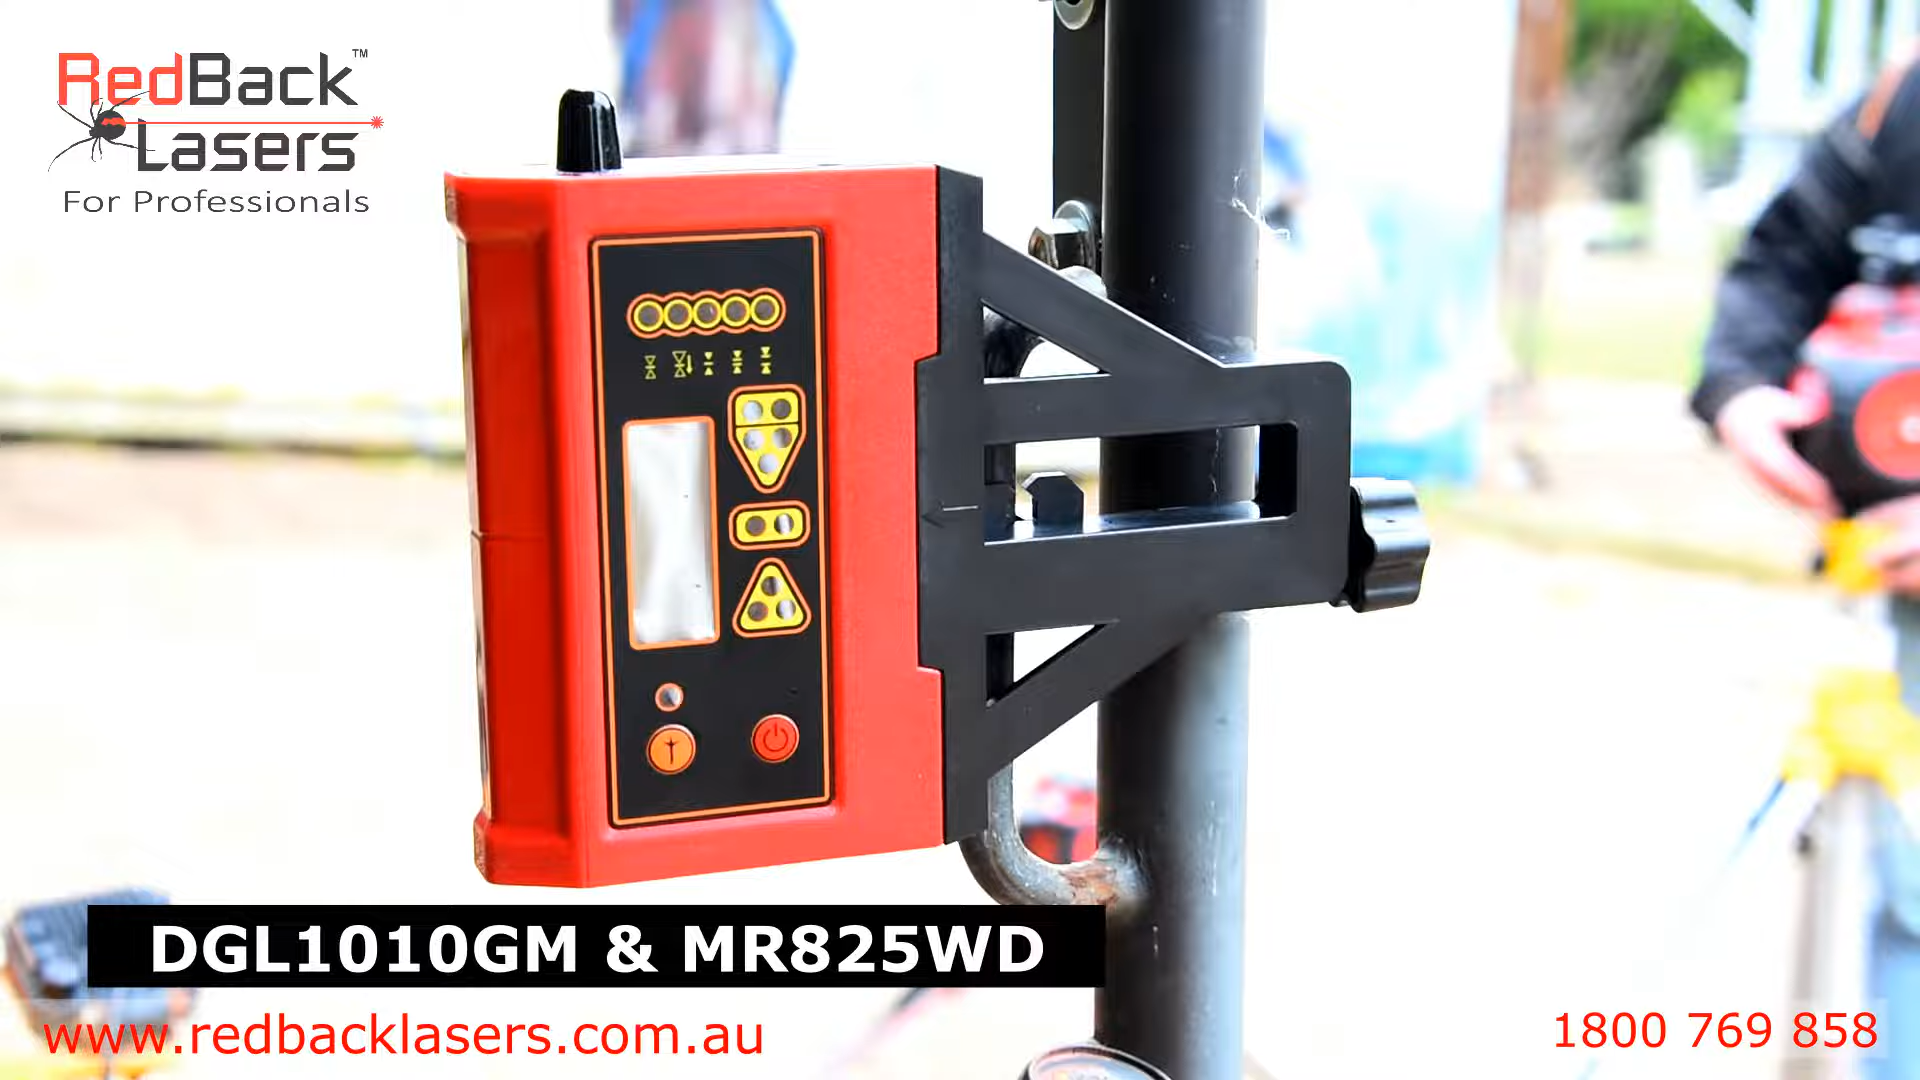 RedBack™
Lasers
For Professionals
DGL1010GM & MR825WD
www.redbacklasers.com.au
1800 769 858